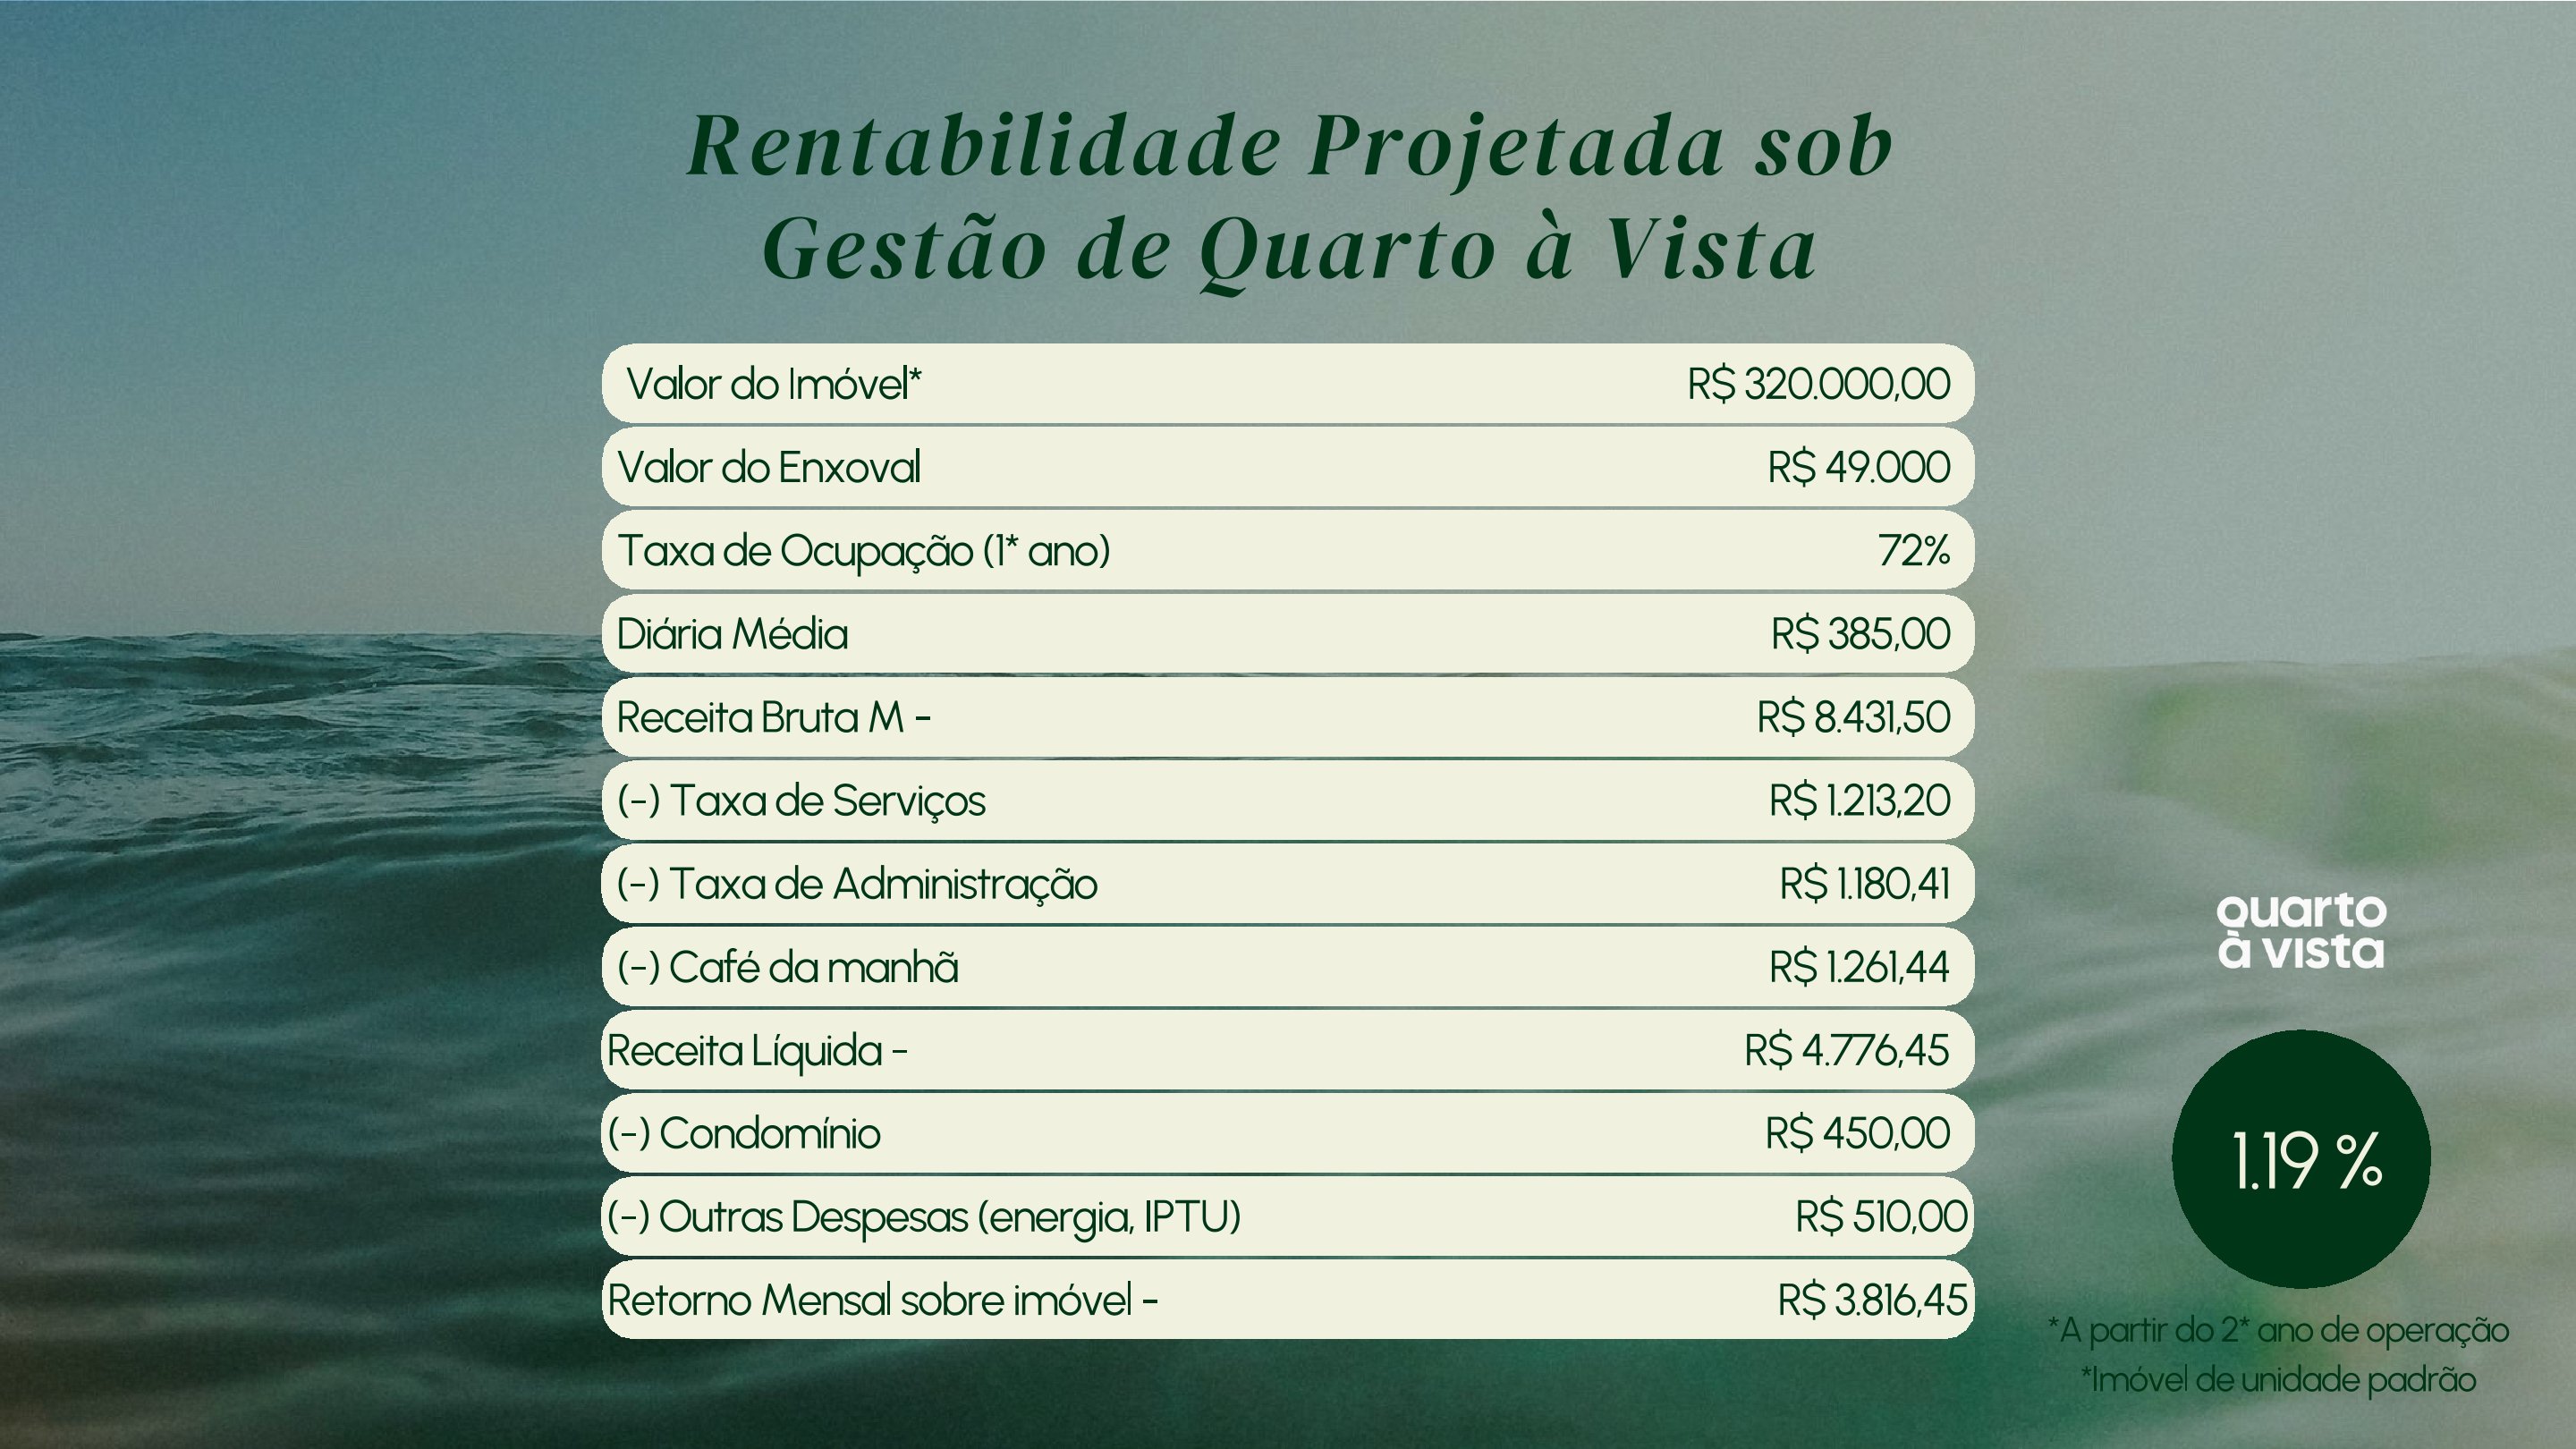 Rentabilidade Projetada sob
Gestão de Quarto à Vista
Valor do Imóvel* R$ 320.000,00
Valor do Enxoval R$ 49.000
Taxa de Ocupação (1* ano) 72%
Diária Média R$ 385,00
Receita Bruta M - R$ 8.431,50
(-) Taxa de Serviços R$ 1.213,20
(-) Taxa de Administração R$ 1.180,41
(-) Café da manhã R$ 1.261,44
Receita Líquida - R$ 4.776,45
(-) Condomínio R$ 450,00
(-) Outras Despesas (energia, IPTU) R$ 510,00
Retorno Mensal sobre imóvel - R$ 3.816,45
quarto
à vista
1.19 %
*A partir do 2* ano de operação
*Imóvel de unidade padrão